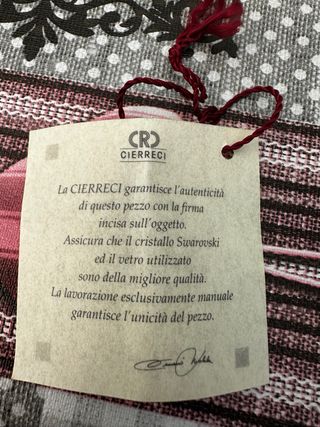 CRC
CIERRECI
La CIERRECI garantisce l'autenticità
di questo pezzo con la firma
incisa sull'oggetto.
Assicura che il cristallo Swarovski
ed il vetro utilizzato
sono della migliore qualità.
La lavorazione esclusivamente manuale
garantisce l'unicità del pezzo.